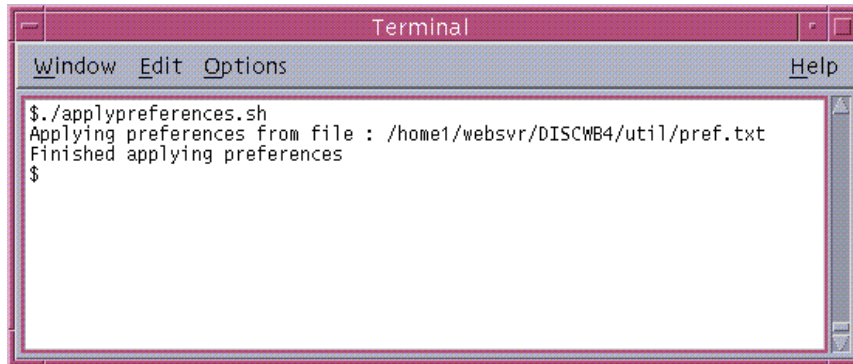 Terminal
Window Edit Options Help
$./applypreferences.sh
Applying preferences from file : /home1/websvr/DISCWB4/util/pref.txt
Finished applying preferences
$